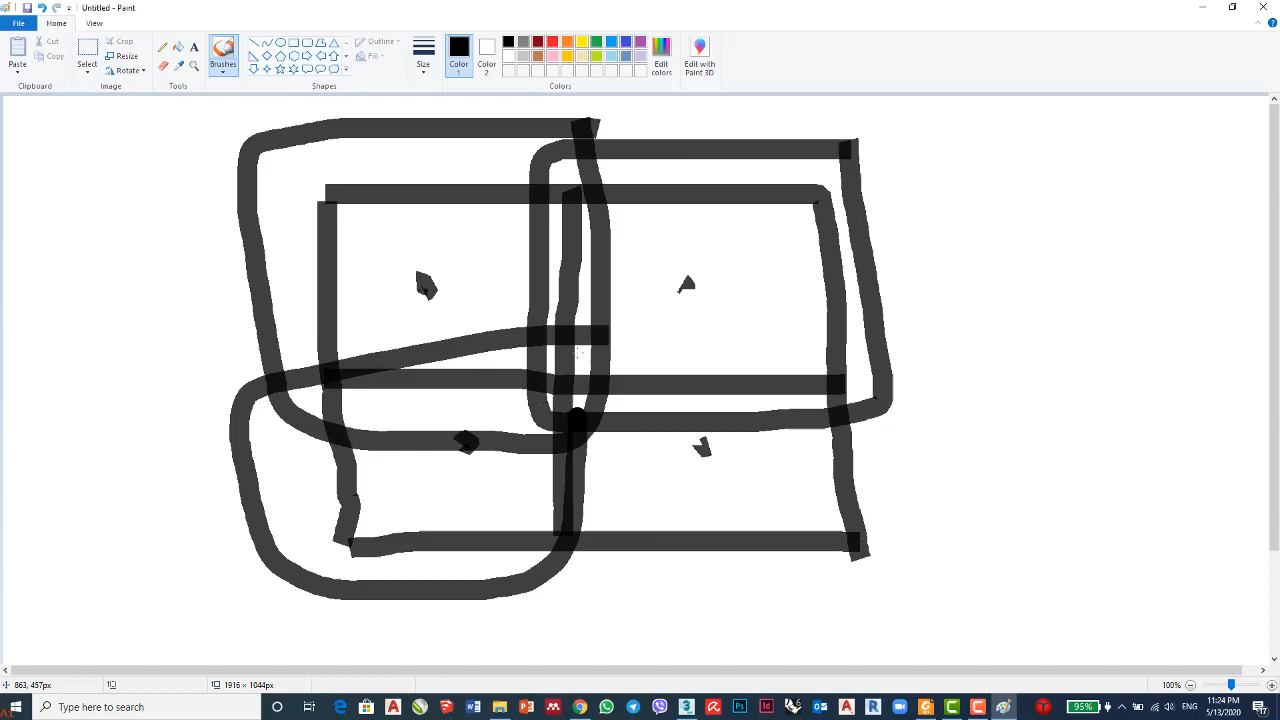 Untitled - Paint
File
Home
View
Paste
Cut
Copy
Clipboard
Select
Crop
Resize
Rotate
Image
A
Tools
Brushes
Outline
Fill
Shapes
Size
Color
1
Color
2
Edit
colors
Edit with
Paint 3D
Colors
863, 457px
1916 × 1044px
100%
Type here to search
95%
ENG
11:24 PM
5/13/2020